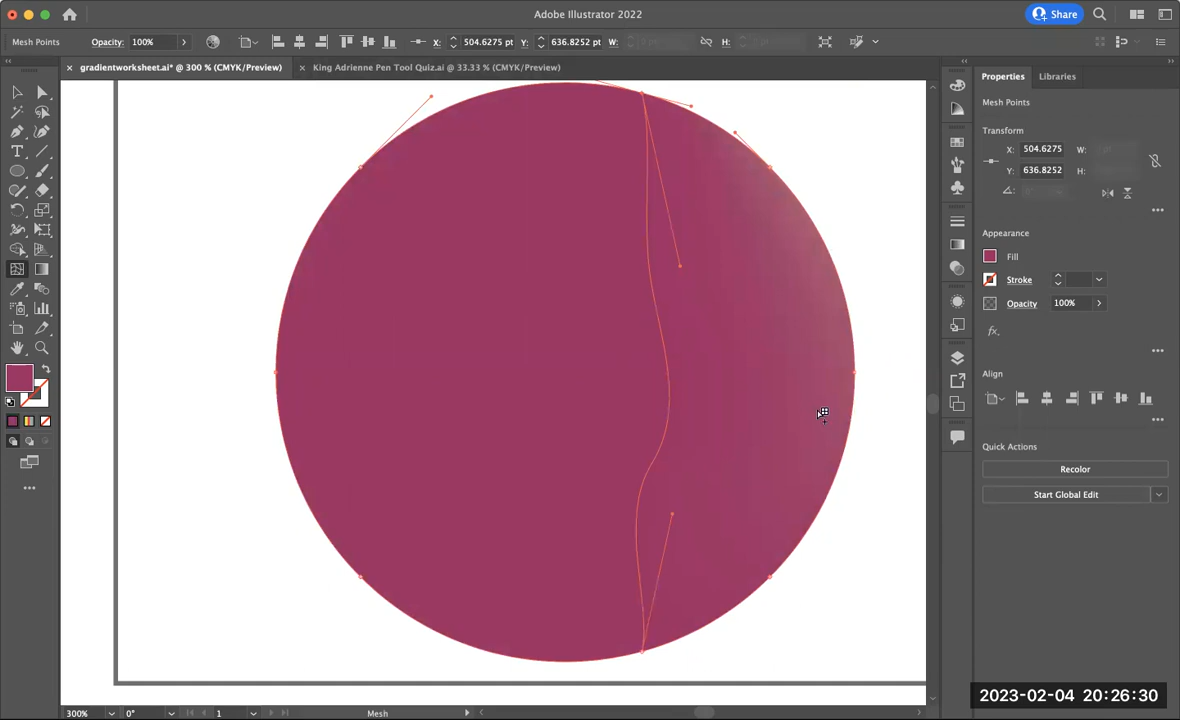 Adobe Illustrator 2022
Share
Mesh Points
Opacity: 100%
X: 504.6275 pt Y: 636.8252 pt W: H:
gradientworksheet.ai* @ 300 % (CMYK/Preview)
King Adrienne Pen Tool Quiz.ai @ 33.33 % (CMYK/Preview)
Properties Libraries
Mesh Points
Transform
X: 504.6275 W:
Y: 636.8252 H:
Appearance
Fill
Stroke
Opacity 100%
fx.
Align
Quick Actions
Recolor
Start Global Edit
300% 0° 1 Mesh
2023-02-04 20:26:30